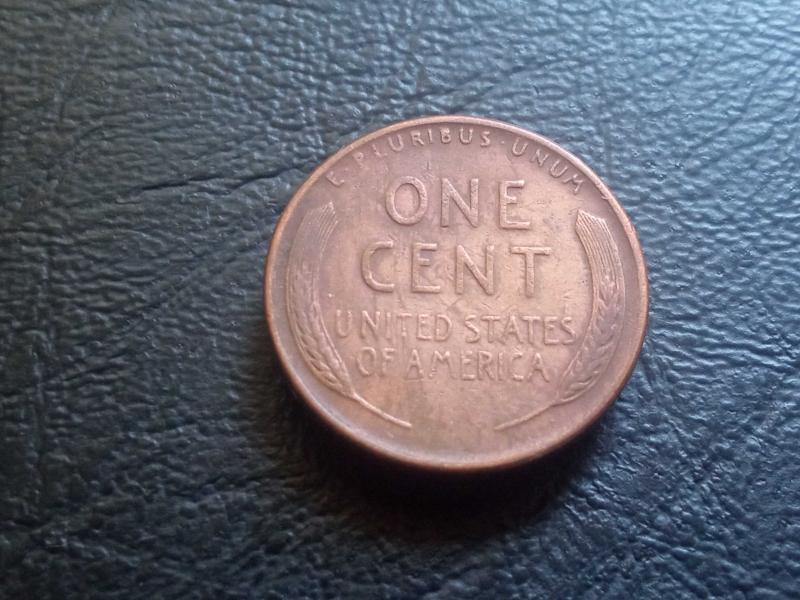 E·PLURIBUS·UNUM
ONE
CENT
UNITED STATES
OF AMERICA